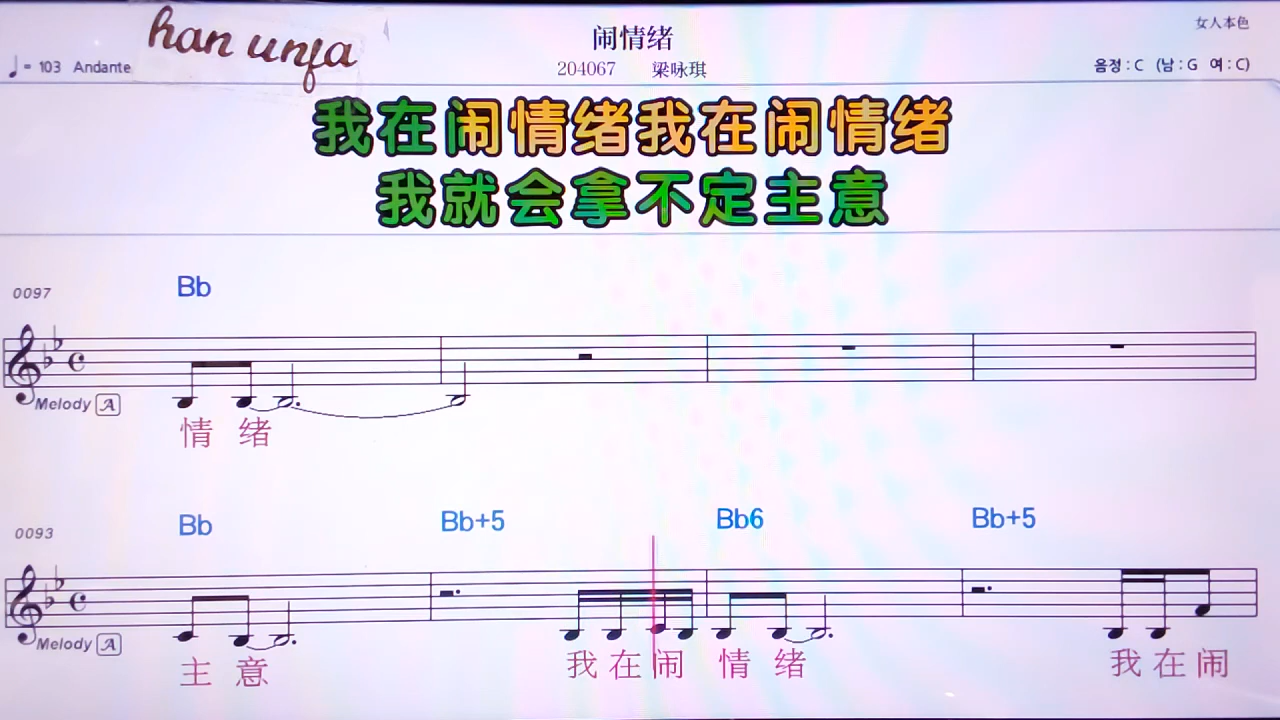 han unfa
闹情绪
女人本色
♩= 103 Andante
204067 梁咏琪
음정 : C (남 : G 여 : C)
我在闹情绪我在闹情绪
我就会拿不定主意
0097
Bb
Melody A
情 绪
0093
Bb Bb+5 Bb6 Bb+5
Melody A
主 意 我 在 闹 情 绪 我 在 闹